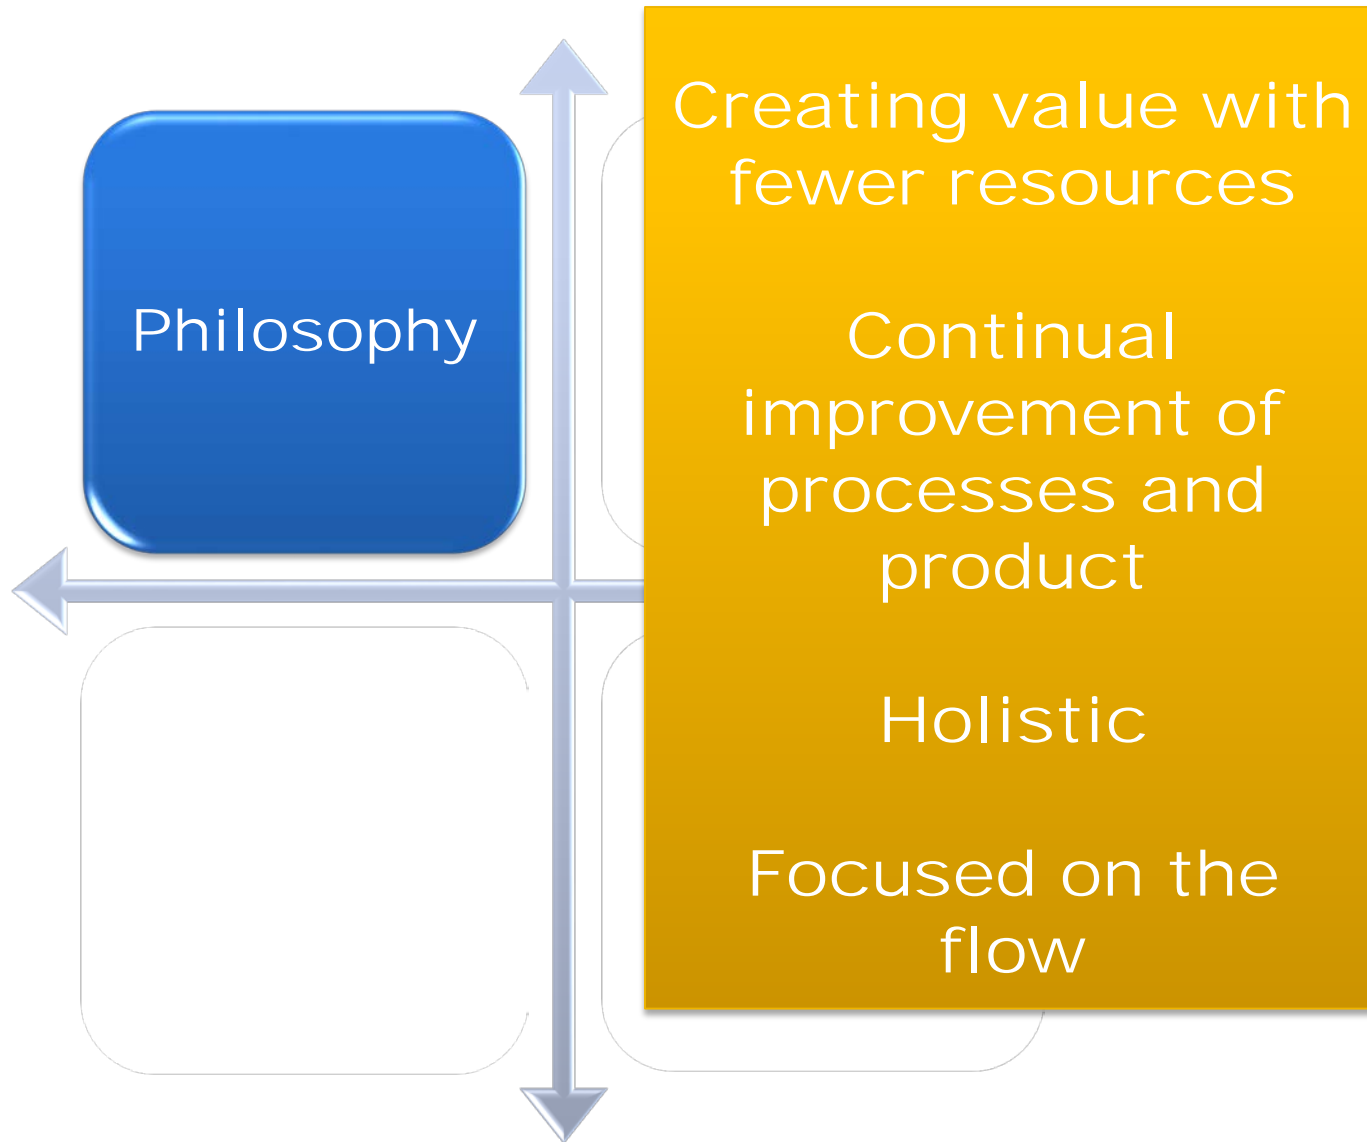 Philosophy
Creating value with
fewer resources
Continual
improvement of
processes and
product
Holistic
Focused on the
flow